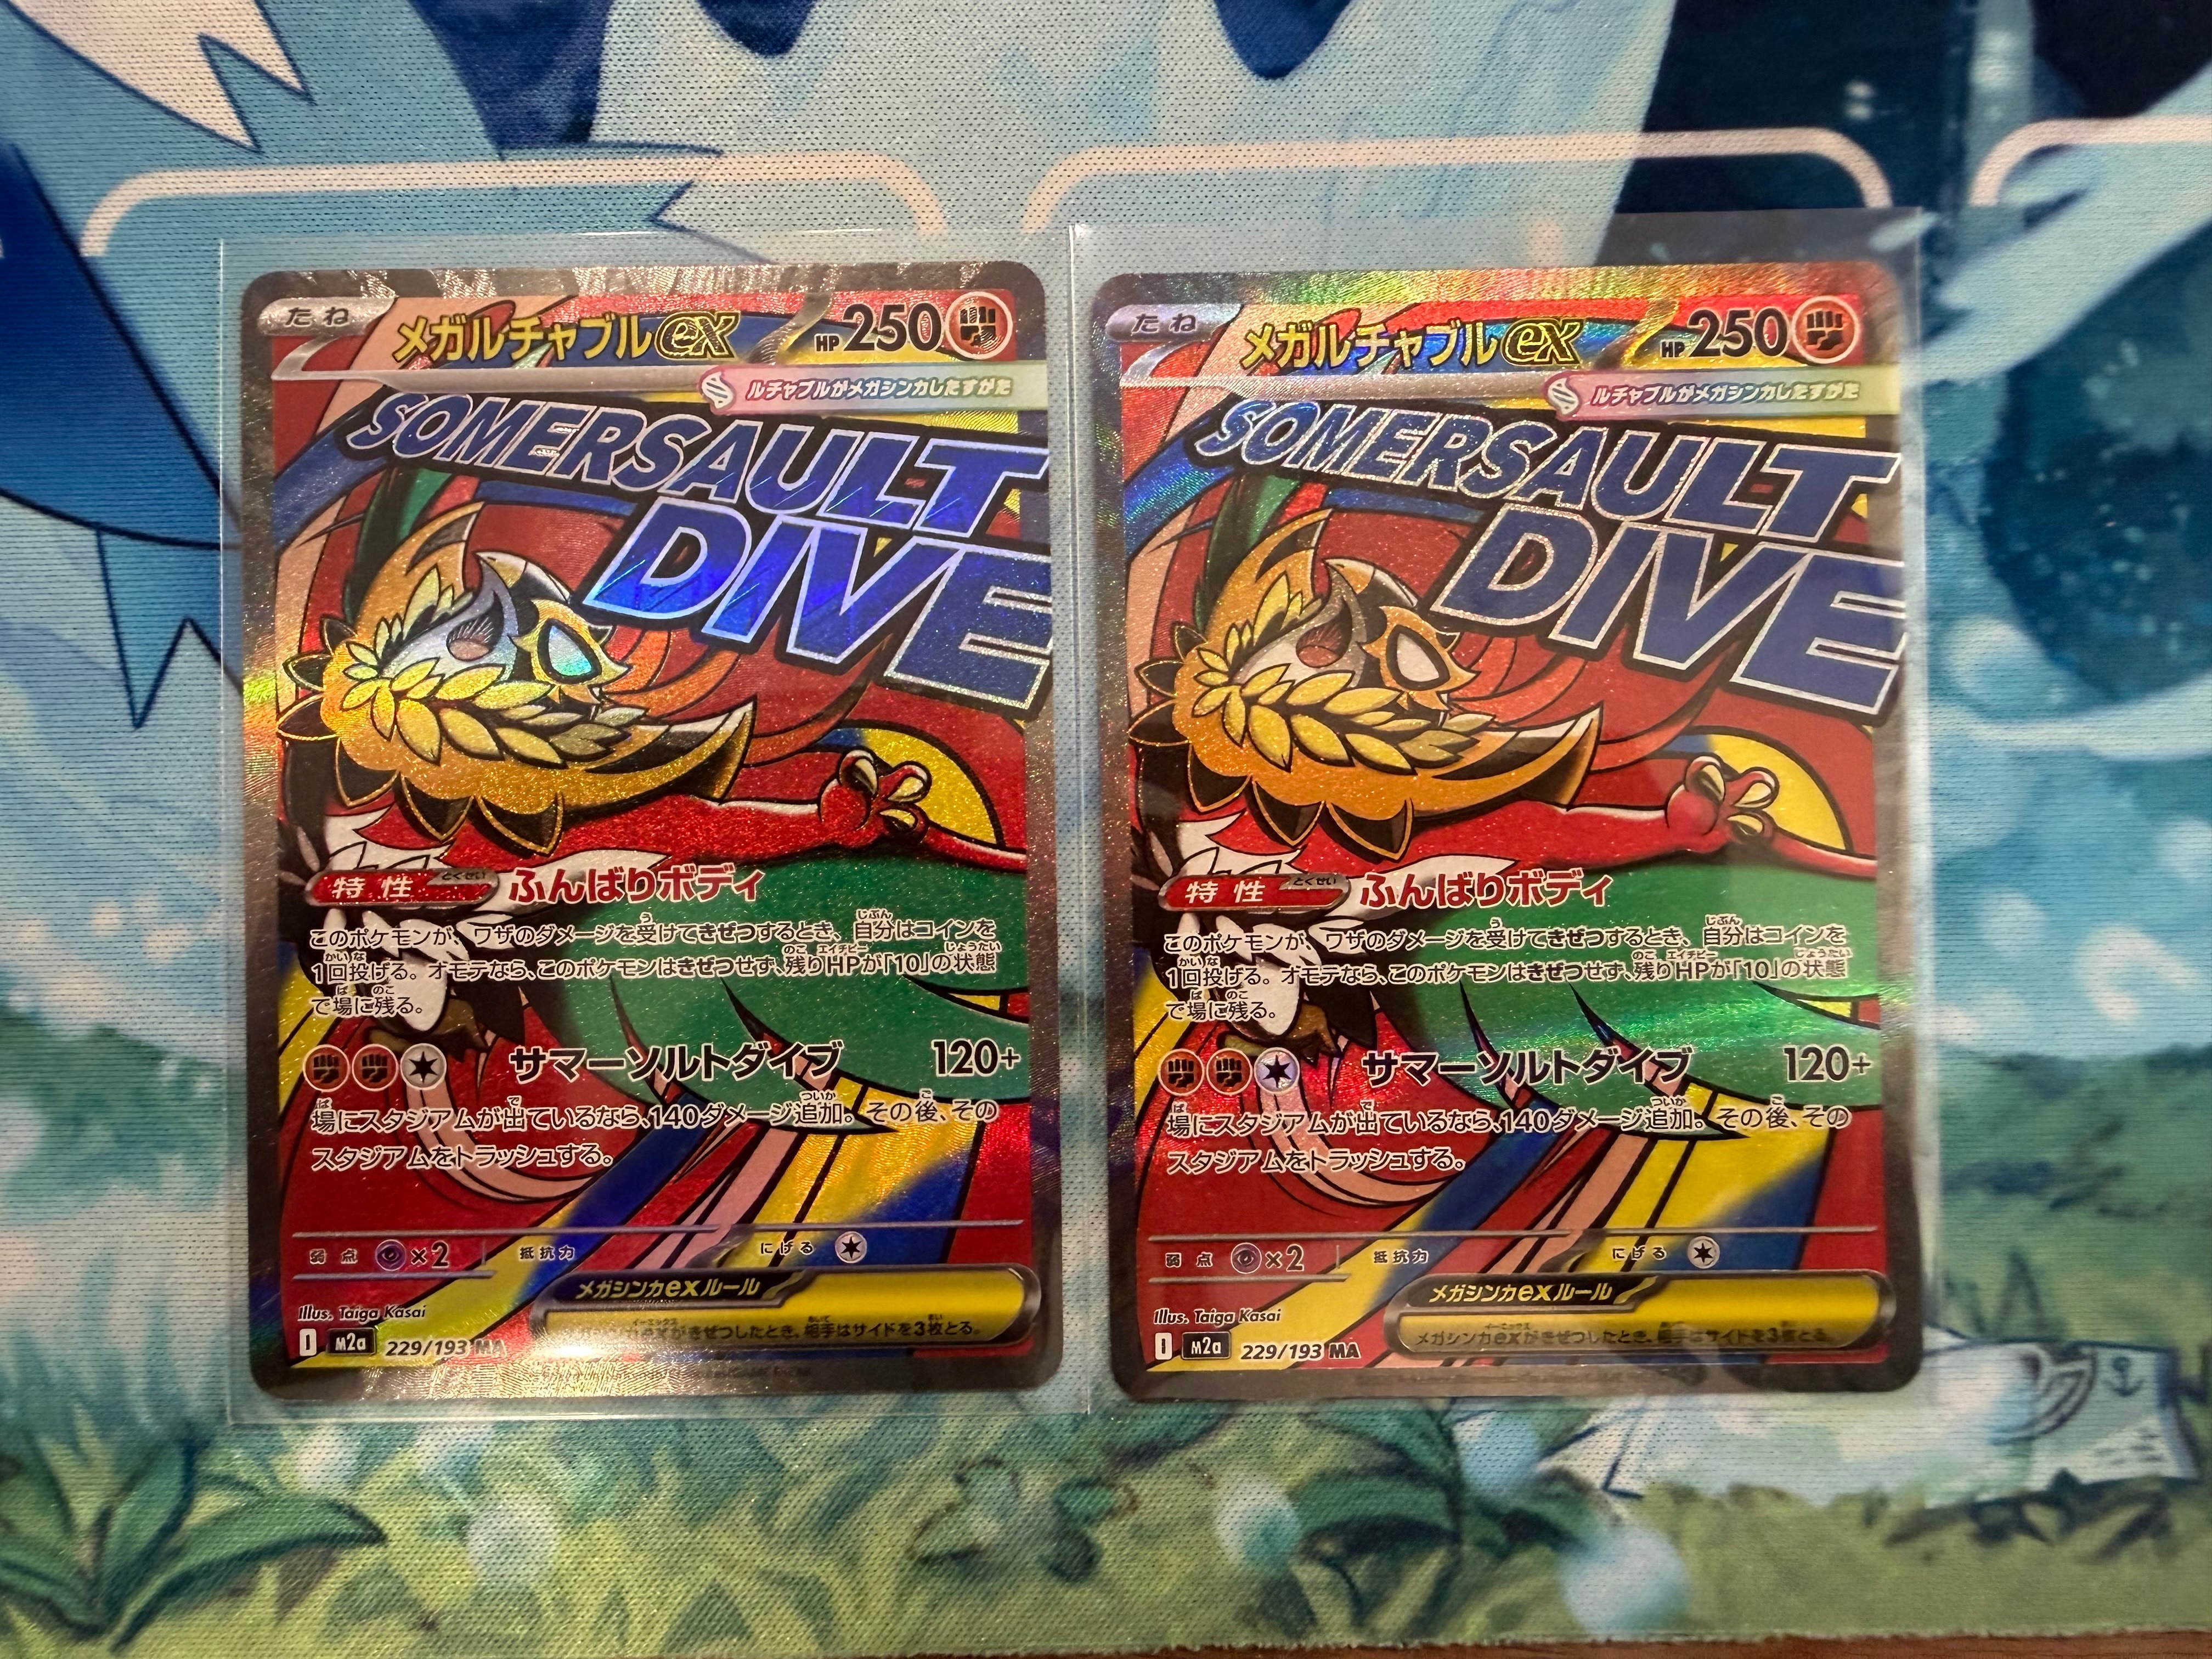 たね
メガルチャブルex HP250
ルチャブルがメガシンカしたすがた
SOMERSAULT
DIVE
特性 とくせい ふんばりボディ
このポケモンが、ワザのダメージを受けてきぜつするとき、自分はコインを
1回投げる。オモテなら、このポケモンはきぜつせず、残りHPが「10」の状態
で場に残る。
サマーソルトダイブ 120+
場にスタジアムが出ているなら、140ダメージ追加。その後、その
スタジアムをトラッシュする。
弱点 ×2 抵抗力 にげる
メガシンカexルール
メガシンカexがきぜつしたとき、相手はサイドを3枚とる。
Illus. Taiga Kasai
I M2a 229/193 MA
たね
メガルチャブルex HP250
ルチャブルがメガシンカしたすがた
SOMERSAULT
DIVE
特性 とくせい ふんばりボディ
このポケモンが、ワザのダメージを受けてきぜつするとき、自分はコインを
1回投げる。オモテなら、このポケモンはきぜつせず、残りHPが「10」の状態
で場に残る。
サマーソルトダイブ 120+
場にスタジアムが出ているなら、140ダメージ追加。その後、その
スタジアムをトラッシュする。
弱点 ×2 抵抗力 にげる
メガシンカexルール
メガシンカexがきぜつしたとき、相手はサイドを3枚とる。
Illus. Taiga Kasai
I M2a 229/193 MA